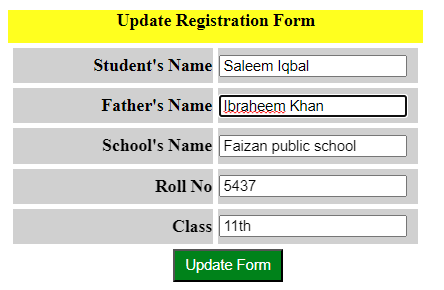 Update Registration Form
Student's Name Saleem Iqbal
Father's Name Ibraheem Khan
School's Name Faizan public school
Roll No 5437
Class 11th
Update Form